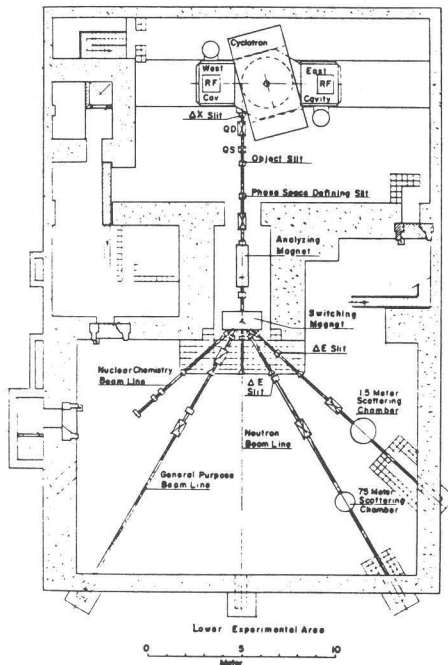 Cyclotron
West
RF
Cav
East
RF
Cavity
ΔX Slit
QD
QS
Object Slit
Phase Space Defining Slit
Analyzing
Magnet
Switching
Magnet
ΔE Slit
Nuclear Chemistry
Beam Line
ΔE
Slit
1.5 Meter
Scattering
Chamber
Neutron
Beam Line
General Purpose
Beam Line
.75 Meter
Scattering
Chamber
Lower Experimental Area
0 5 10
Meter